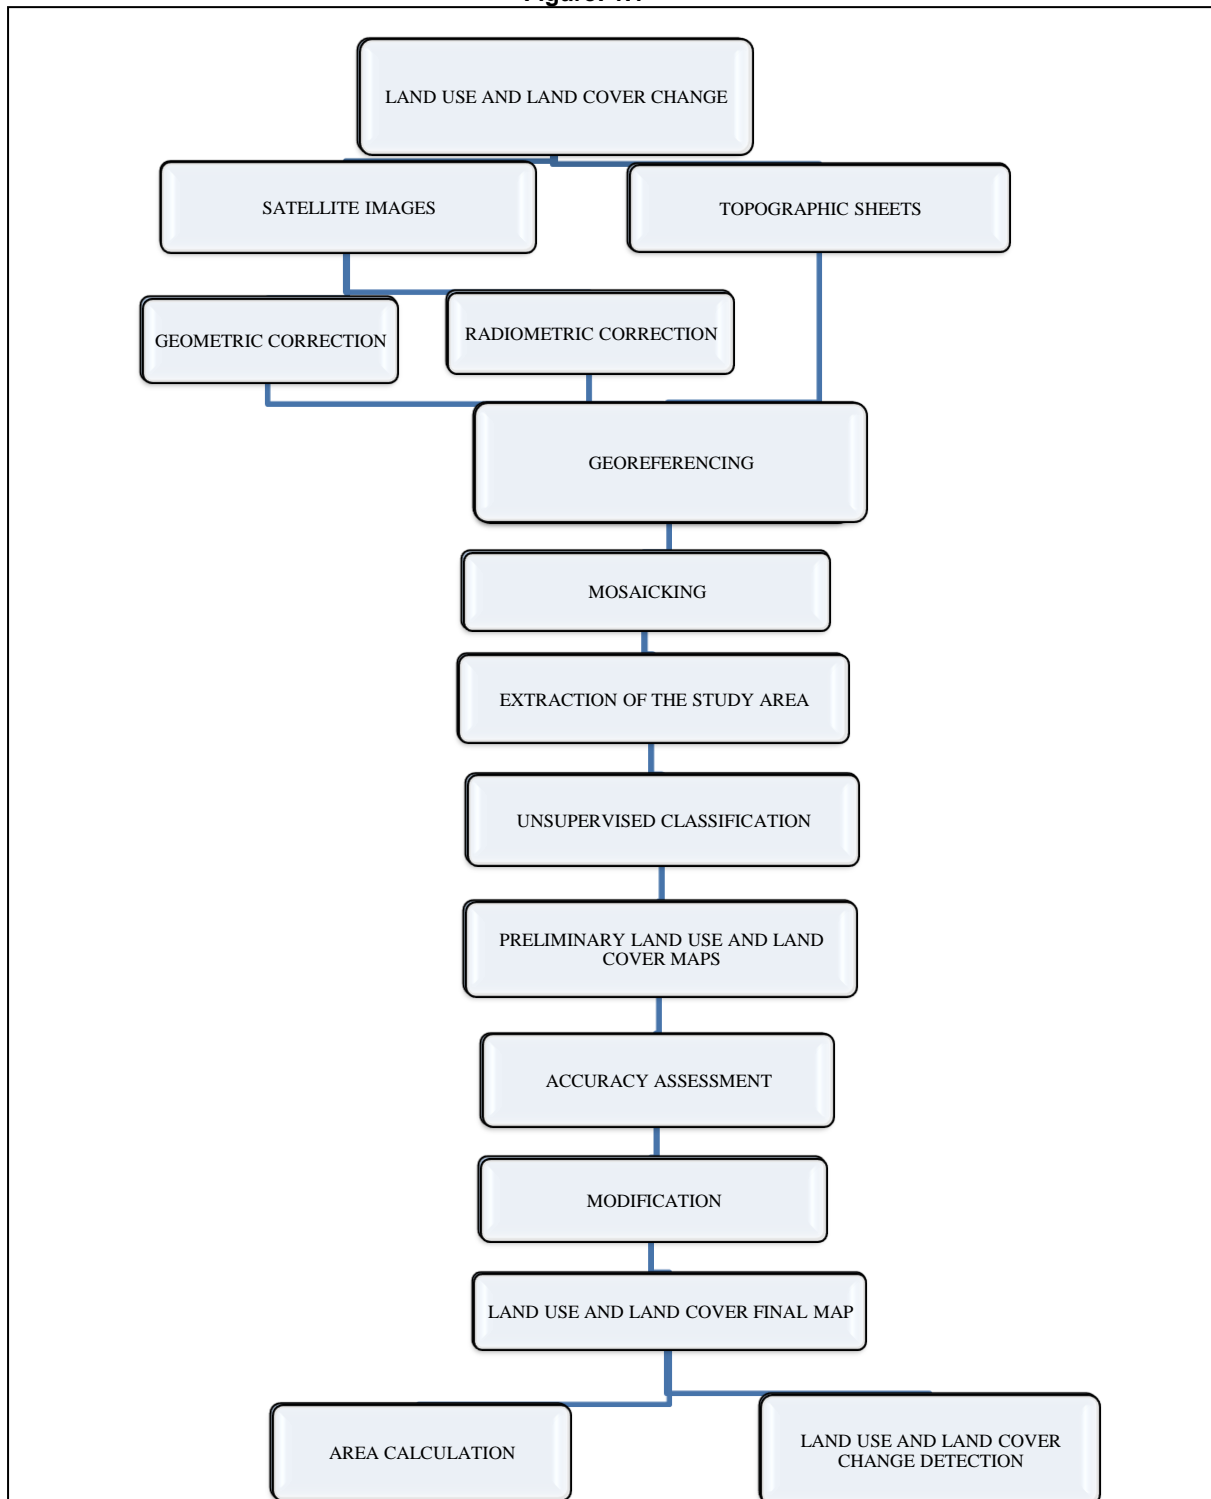 LAND USE AND LAND COVER CHANGE
SATELLITE IMAGES
TOPOGRAPHIC SHEETS
GEOMETRIC CORRECTION
RADIOMETRIC CORRECTION
GEOREFERENCING
MOSAICKING
EXTRACTION OF THE STUDY AREA
UNSUPERVISED CLASSIFICATION
PRELIMINARY LAND USE AND LAND
COVER MAPS
ACCURACY ASSESSMENT
MODIFICATION
LAND USE AND LAND COVER FINAL MAP
AREA CALCULATION
LAND USE AND LAND COVER
CHANGE DETECTION